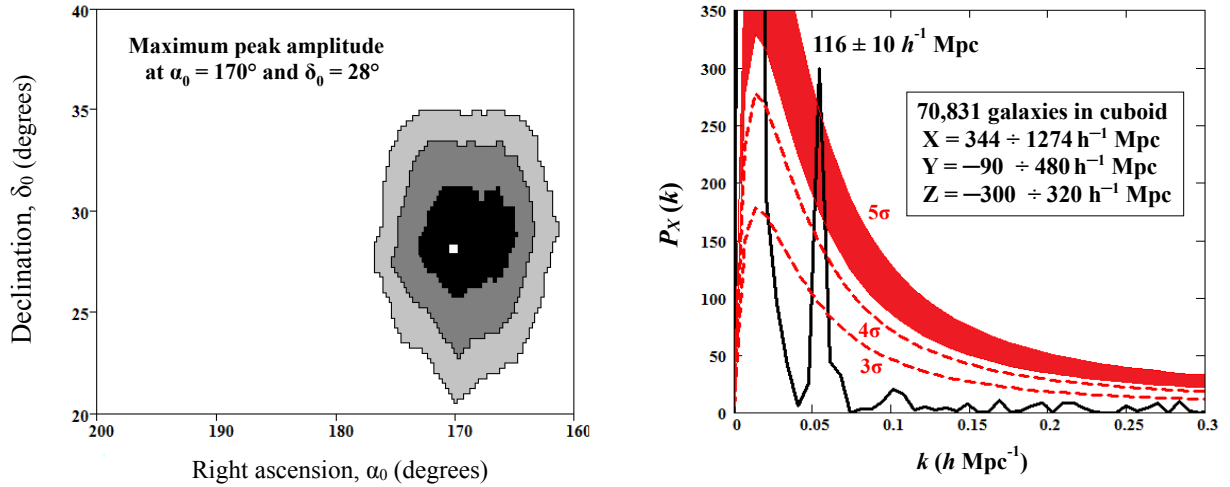 Maximum peak amplitude
at α₀ = 170° and δ₀ = 28°
Declination, δ₀ (degrees)
40
35
30
25
20
200
190
180
170
160
Right ascension, α₀ (degrees)
116 ± 10 h⁻¹ Mpc
70,831 galaxies in cuboid
X = 344 ÷ 1274 h⁻¹ Mpc
Y = −90 ÷ 480 h⁻¹ Mpc
Z = −300 ÷ 320 h⁻¹ Mpc
5σ
4σ
3σ
P_X (k)
350
300
250
200
150
100
50
0
0
0.05
0.1
0.15
0.2
0.25
0.3
k (h Mpc⁻¹)